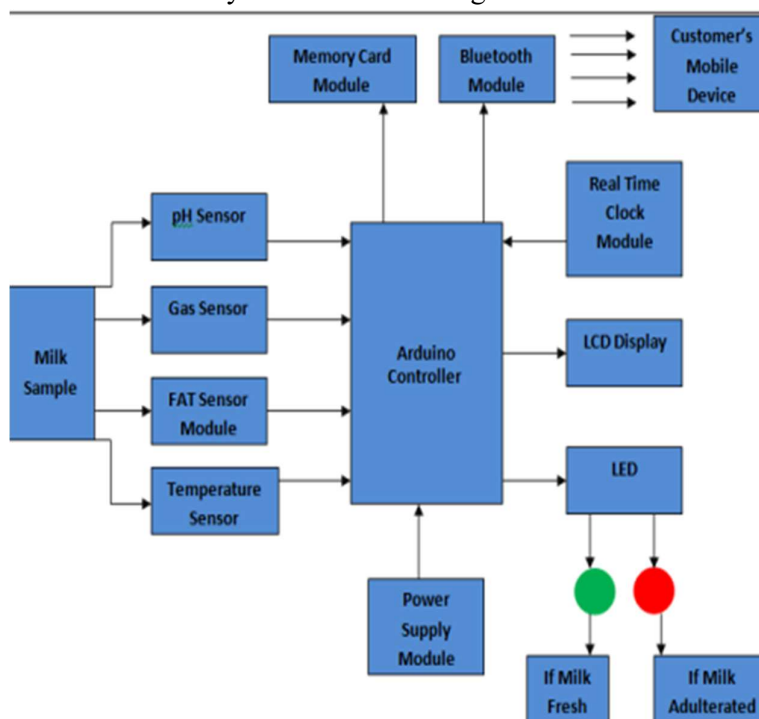 Memory Card
Module
Bluetooth
Module
Customer's
Mobile
Device
pH Sensor
Real Time
Clock
Module
Milk
Sample
Gas Sensor
Arduino
Controller
LCD Display
FAT Sensor
Module
Temperature
Sensor
LED
Power
Supply
Module
If Milk
Fresh
If Milk
Adulterated